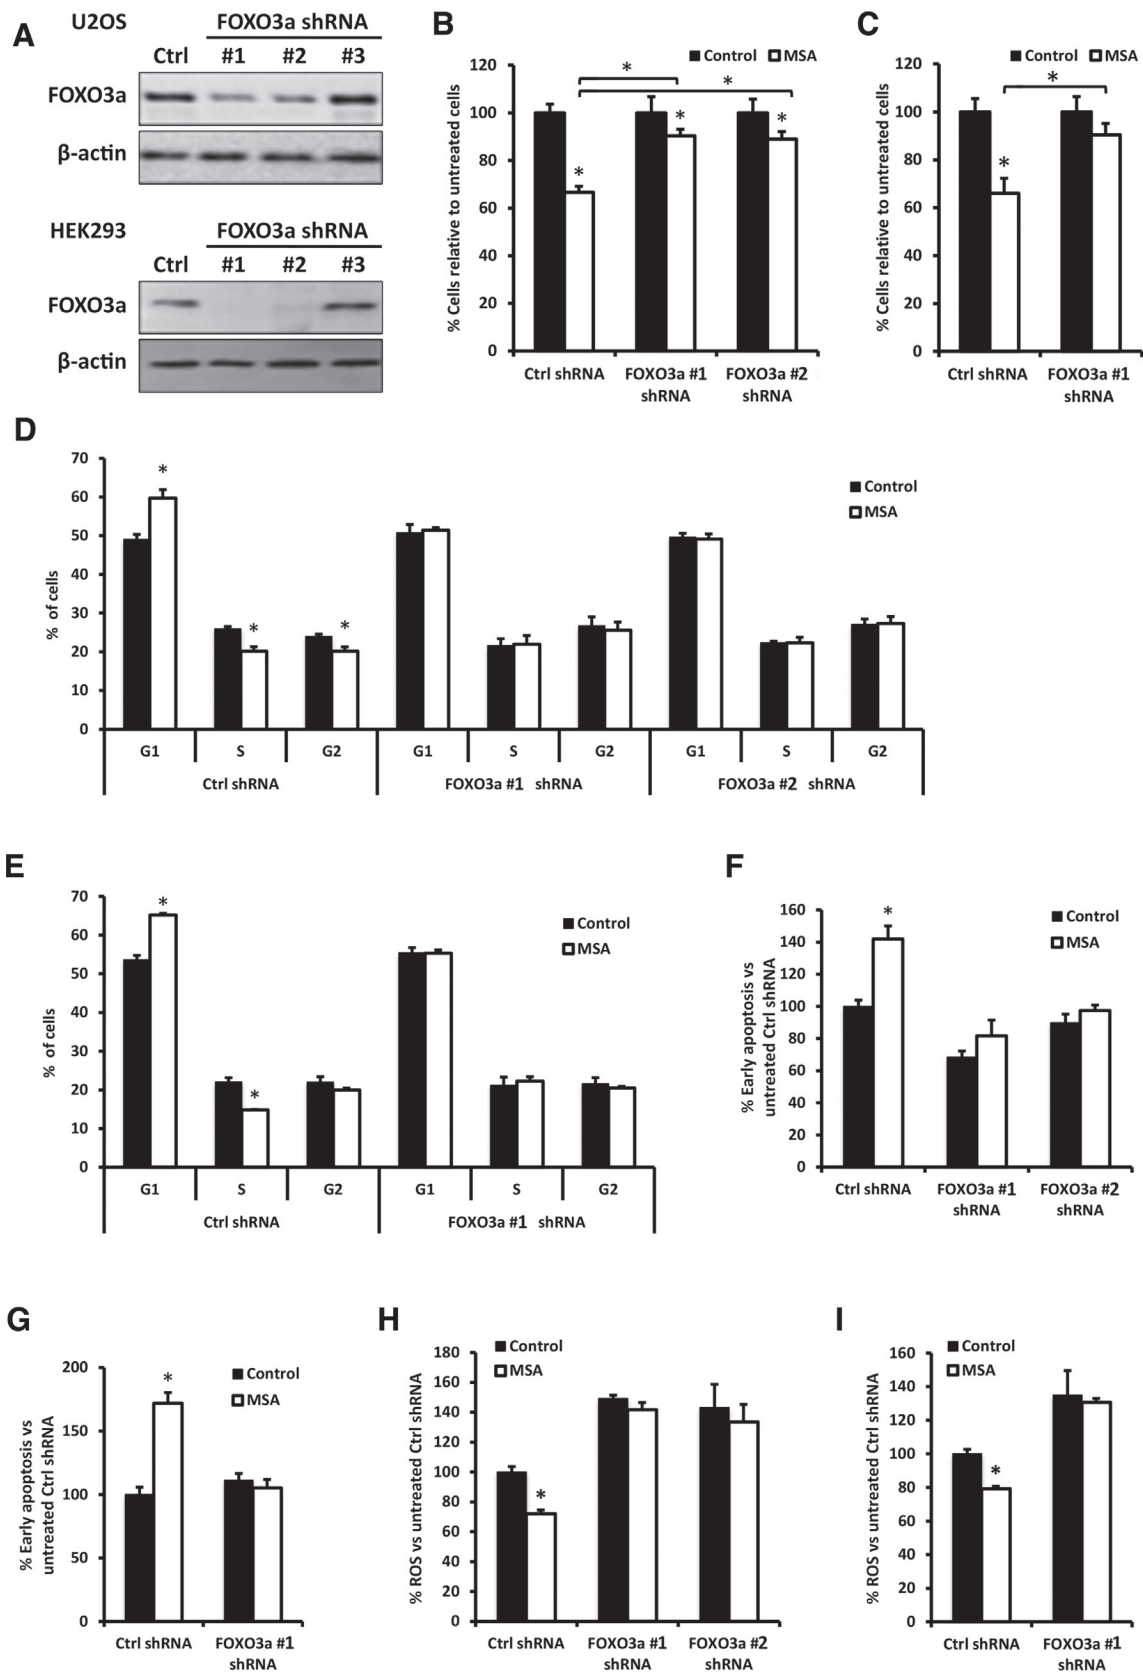 A
U2OS FOXO3a shRNA
Ctrl #1 #2 #3
FOXO3a
β-actin
HEK293 FOXO3a shRNA
Ctrl #1 #2 #3
FOXO3a
β-actin
B
Control MSA
% Cells relative to untreated cells
120
100
80
60
40
20
0
* *
* * *
Ctrl shRNA FOXO3a #1 FOXO3a #2
shRNA shRNA
C
Control MSA
% Cells relative to untreated cells
120
100
80
60
40
20
0
*
*
Ctrl shRNA FOXO3a #1
shRNA
D
% of cells
70
60
50
40
30
20
10
0
* * *
Control
MSA
G1 S G2 G1 S G2 G1 S G2
Ctrl shRNA FOXO3a #1 shRNA FOXO3a #2 shRNA
E
% of cells
70
60
50
40
30
20
10
0
* *
Control
MSA
G1 S G2 G1 S G2
Ctrl shRNA FOXO3a #1 shRNA
F
% Early apoptosis vs
untreated Ctrl shRNA
160
140
120
100
80
60
40
20
0
*
Control
MSA
Ctrl shRNA FOXO3a #1 FOXO3a #2
shRNA shRNA
G
% Early apoptosis vs
untreated Ctrl shRNA
200
150
100
50
0
*
Control
MSA
Ctrl shRNA FOXO3a #1
shRNA
H
% ROS vs untreated Ctrl shRNA
180
160
140
120
100
80
60
40
20
0
Control
MSA
*
Ctrl shRNA FOXO3a #1 FOXO3a #2
shRNA shRNA
I
% ROS vs untreated Ctrl shRNA
160
140
120
100
80
60
40
20
0
Control
MSA
*
Ctrl shRNA FOXO3a #1
shRNA